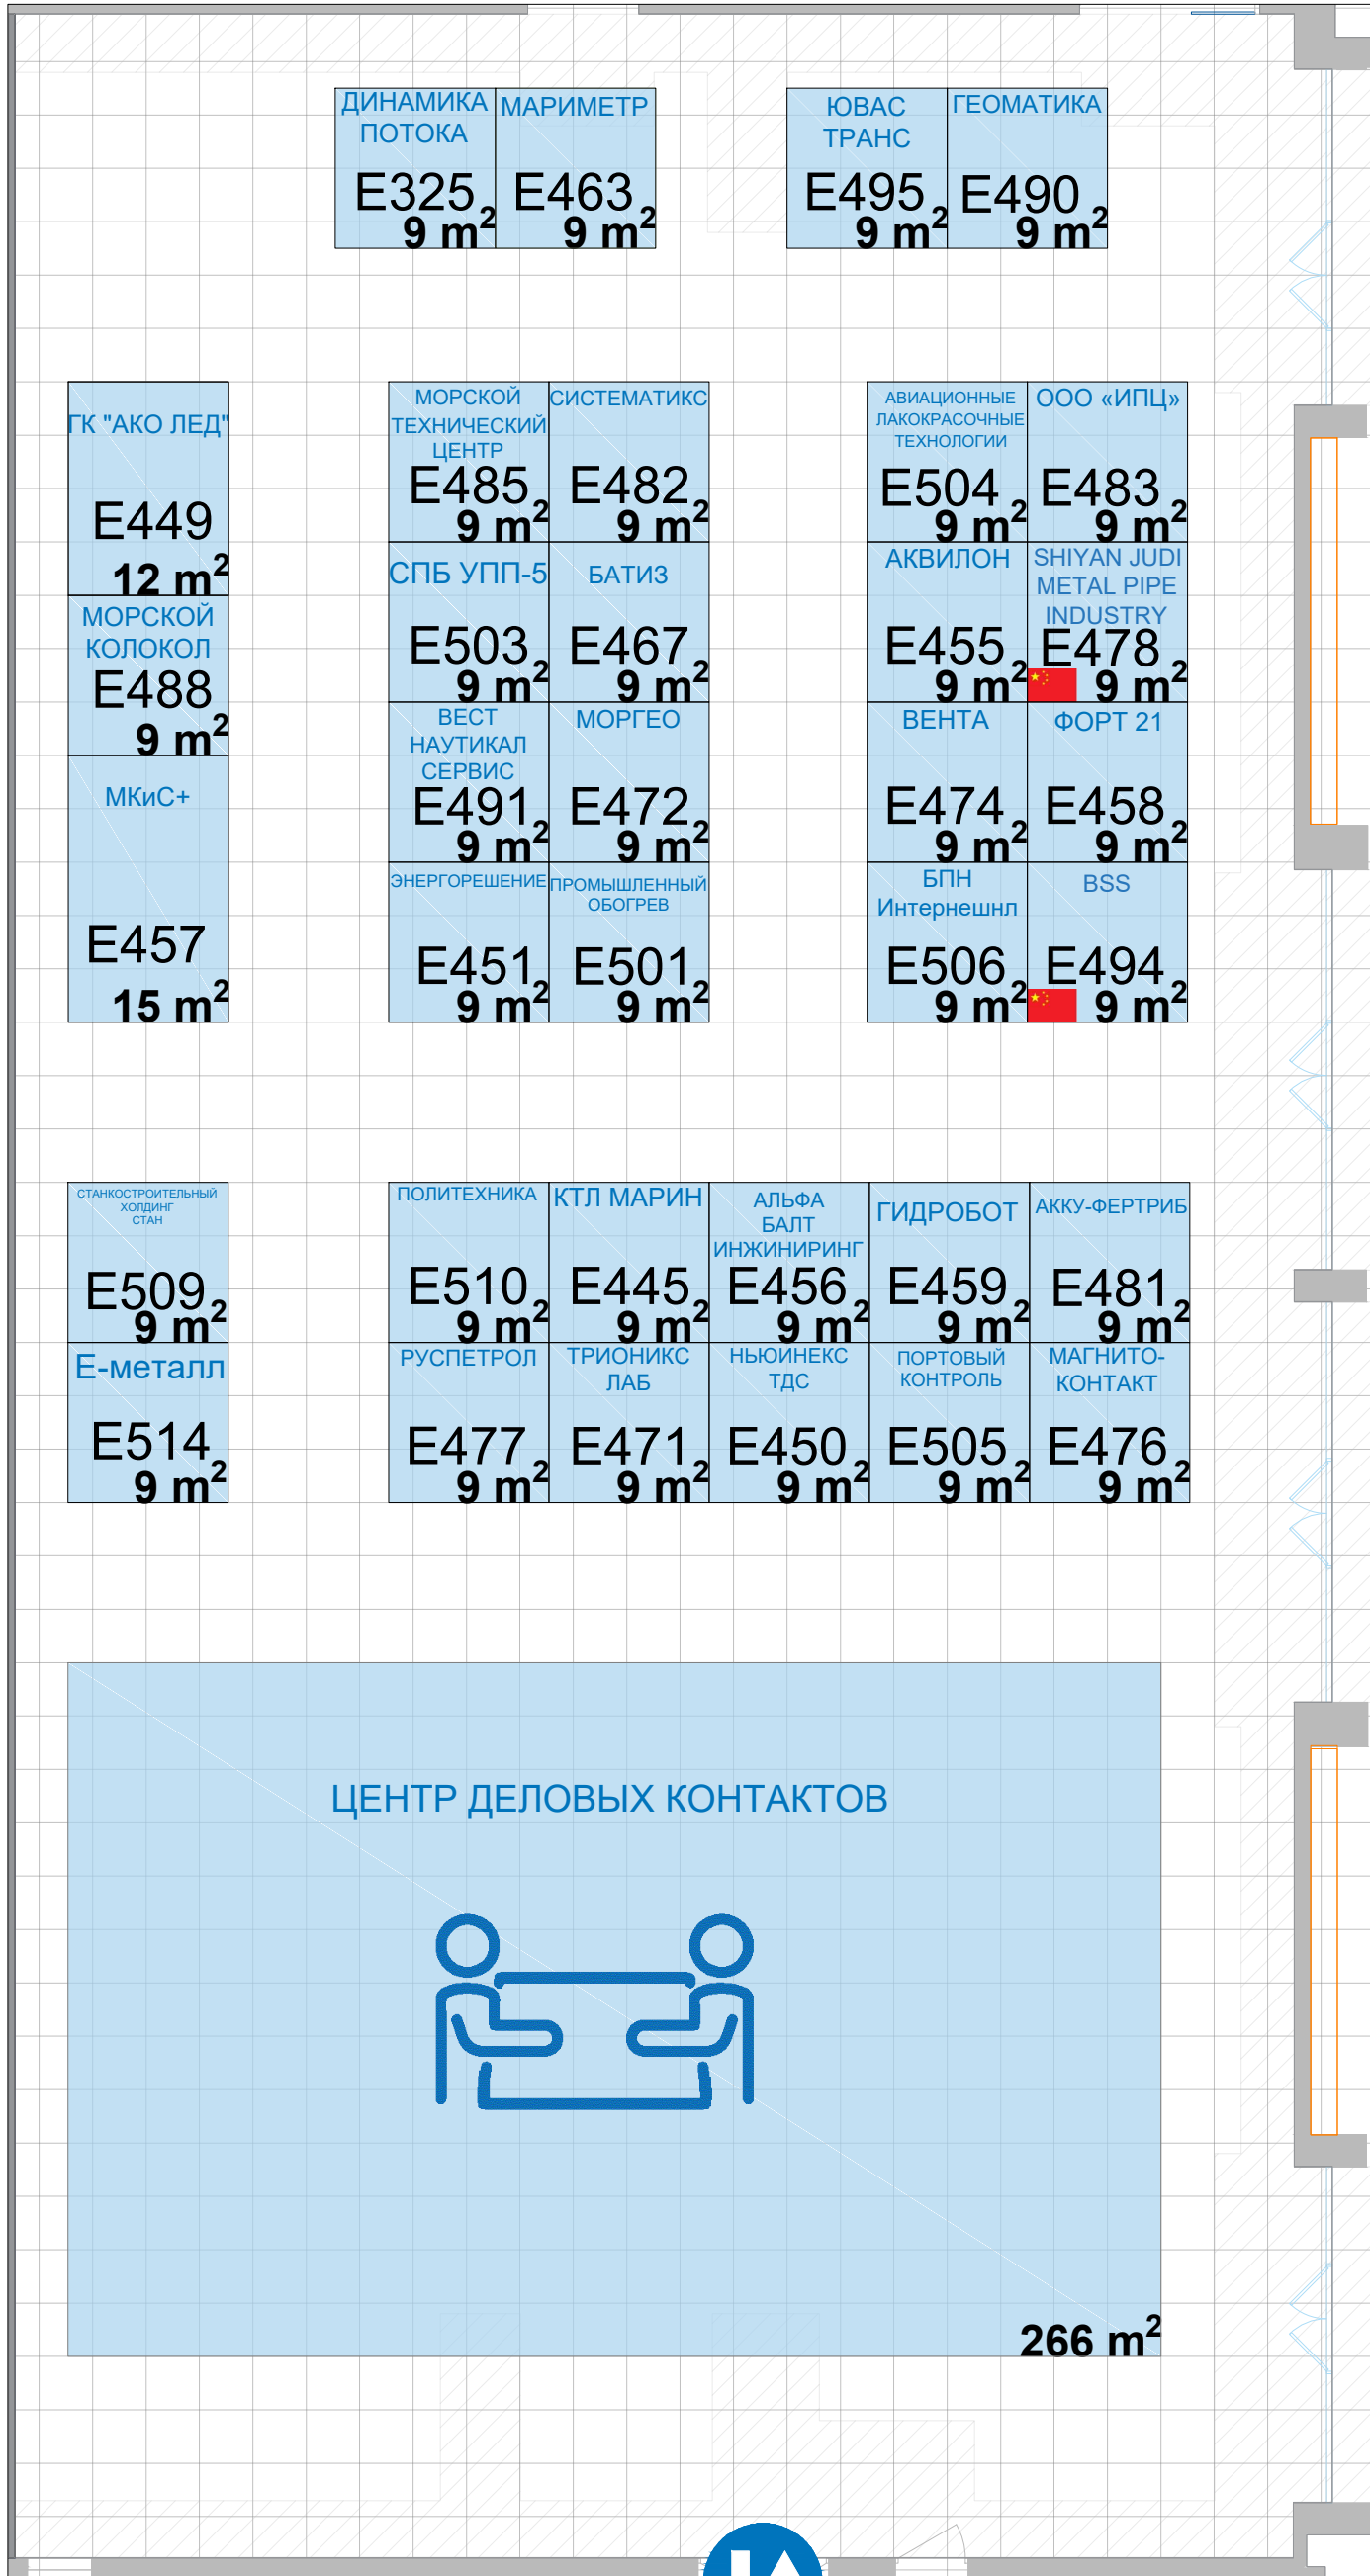 ДИНАМИКА
ПОТОКА
E325
9 m²
МАРИМЕТР
E463
9 m²
ЮВАС
ТРАНС
E495
9 m²
ГЕОМАТИКА
E490
9 m²
ГК "АКО ЛЕД"
E449
12 m²
МОРСКОЙ
КОЛОКОЛ
E488
9 m²
МКиС+
E457
15 m²
МОРСКОЙ
ТЕХНИЧЕСКИЙ
ЦЕНТР
E485
9 m²
СИСТЕМАТИКС
E482
9 m²
СПБ УПП-5
E503
9 m²
БАТИЗ
E467
9 m²
ВЕСТ
НАУТИКАЛ
СЕРВИС
E491
9 m²
МОРГЕО
E472
9 m²
ЭНЕРГОРЕШЕНИЕ
E451
9 m²
ПРОМЫШЛЕННЫЙ
ОБОГРЕВ
E501
9 m²
АВИАЦИОННЫЕ
ЛАКОКРАСОЧНЫЕ
ТЕХНОЛОГИИ
E504
9 m²
ООО «ИПЦ»
E483
9 m²
АКВИЛОН
E455
9 m²
SHIYAN JUDI
METAL PIPE
INDUSTRY
E478
9 m²
ВЕНТА
E474
9 m²
ФОРТ 21
E458
9 m²
БПН
Интернешнл
E506
9 m²
BSS
E494
9 m²
СТАНКОСТРОИТЕЛЬНЫЙ
ХОЛДИНГ
СТАН
E509
9 m²
Е-металл
E514
9 m²
ПОЛИТЕХНИКА
E510
9 m²
КТЛ МАРИН
E445
9 m²
АЛЬФА
БАЛТ
ИНЖИНИРИНГ
E456
9 m²
ГИДРОБОТ
E459
9 m²
АККУ-ФЕРТРИБ
E481
9 m²
РУСПЕТРОЛ
E477
9 m²
ТРИОНИКС
ЛАБ
E471
9 m²
НЬЮИНЕКС
ТДС
E450
9 m²
ПОРТОВЫЙ
КОНТРОЛЬ
E505
9 m²
МАГНИТО-
КОНТАКТ
E476
9 m²
ЦЕНТР ДЕЛОВЫХ КОНТАКТОВ
266 m²